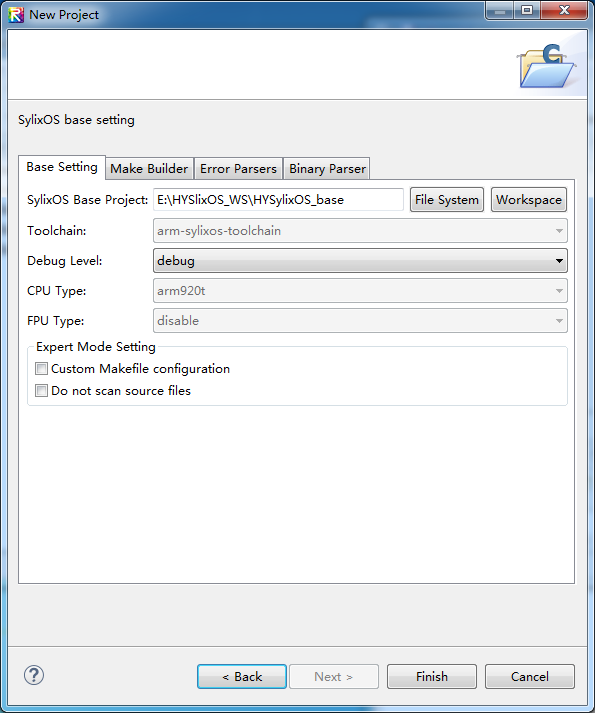 New Project
SylixOS base setting
Base Setting Make Builder Error Parsers Binary Parser
SylixOS Base Project: E:\HYSlixOS_WS\HYSylixOS_base File System Workspace
Toolchain: arm-sylixos-toolchain
Debug Level: debug
CPU Type: arm920t
FPU Type: disable
Expert Mode Setting
Custom Makefile configuration
Do not scan source files
? < Back Next > Finish Cancel